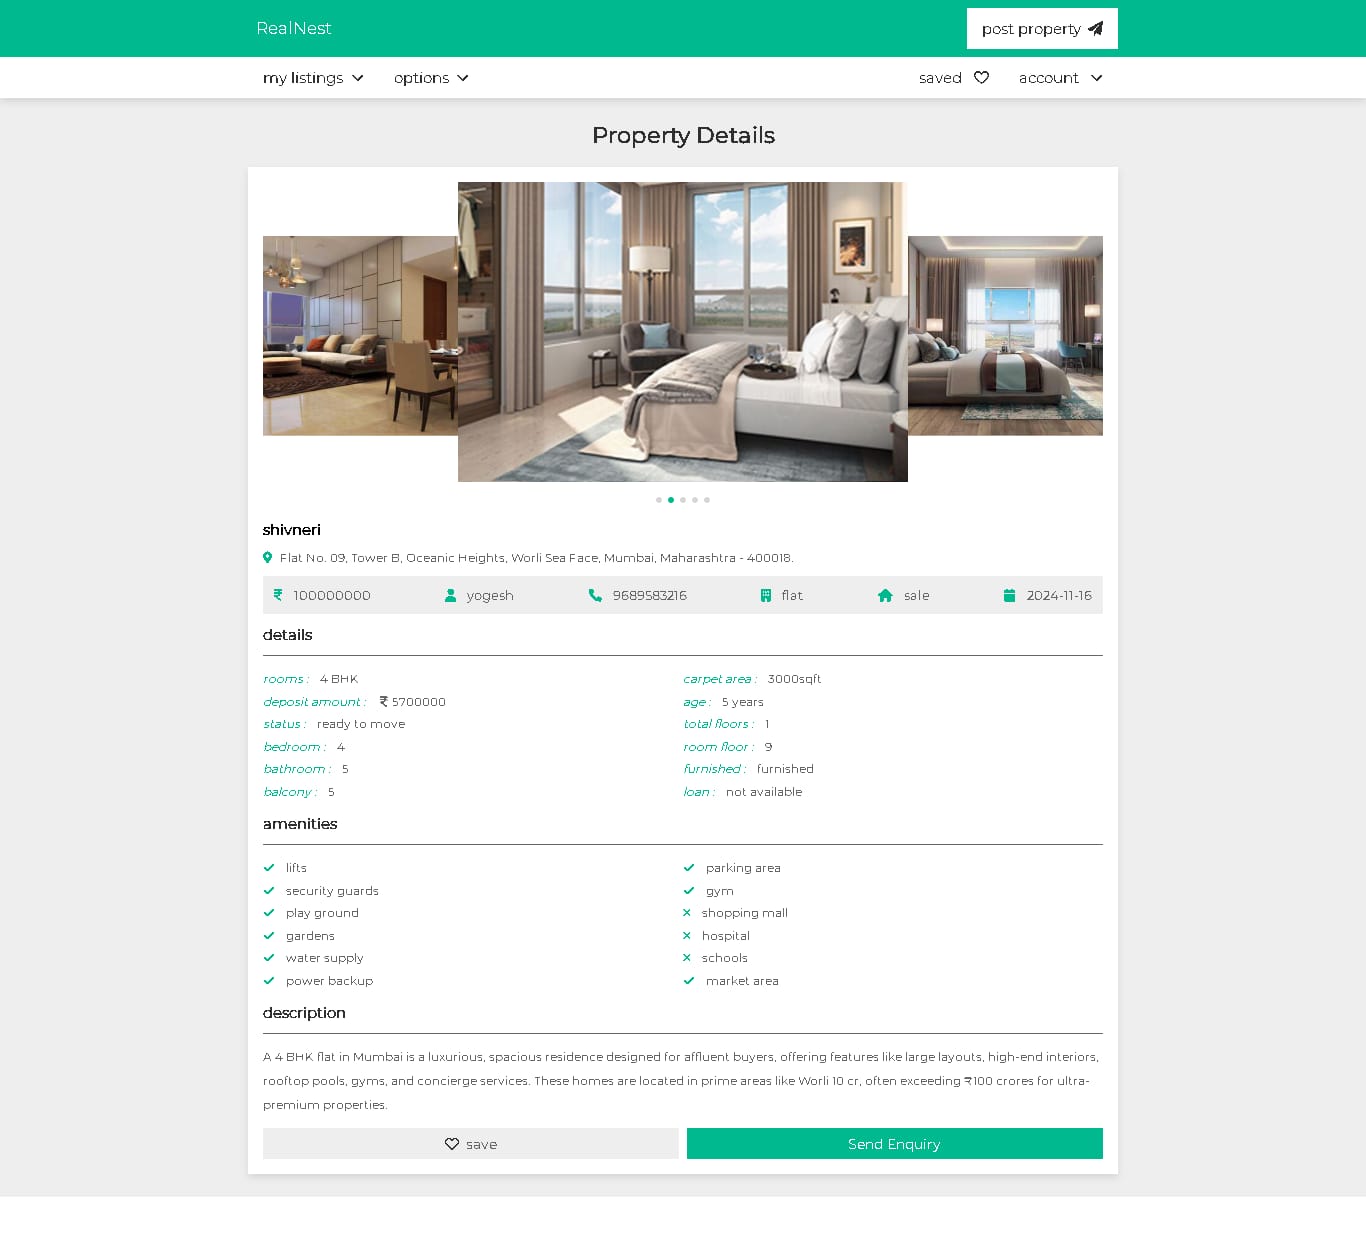 RealNest
post property
my listings
options
saved
account
Property Details
shivneri
Flat No. 09, Tower B, Oceanic Heights, Worli Sea Face, Mumbai, Maharashtra - 400018.
₹ 100000000 yogesh 9689583216 flat sale 2024-11-16
details
rooms : 4 BHK
deposit amount : ₹ 5700000
status : ready to move
bedroom : 4
bathroom : 5
balcony : 5
carpet area : 3000sqft
age : 5 years
total floors : 1
room floor : 9
furnished : furnished
loan : not available
amenities
lifts
security guards
play ground
gardens
water supply
power backup
parking area
gym
shopping mall
hospital
schools
market area
description
A 4 BHK flat in Mumbai is a luxurious, spacious residence designed for affluent buyers, offering features like large layouts, high-end interiors,
rooftop pools, gyms, and concierge services. These homes are located in prime areas like Worli 10 cr, often exceeding ₹100 crores for ultra-
premium properties.
save
Send Enquiry